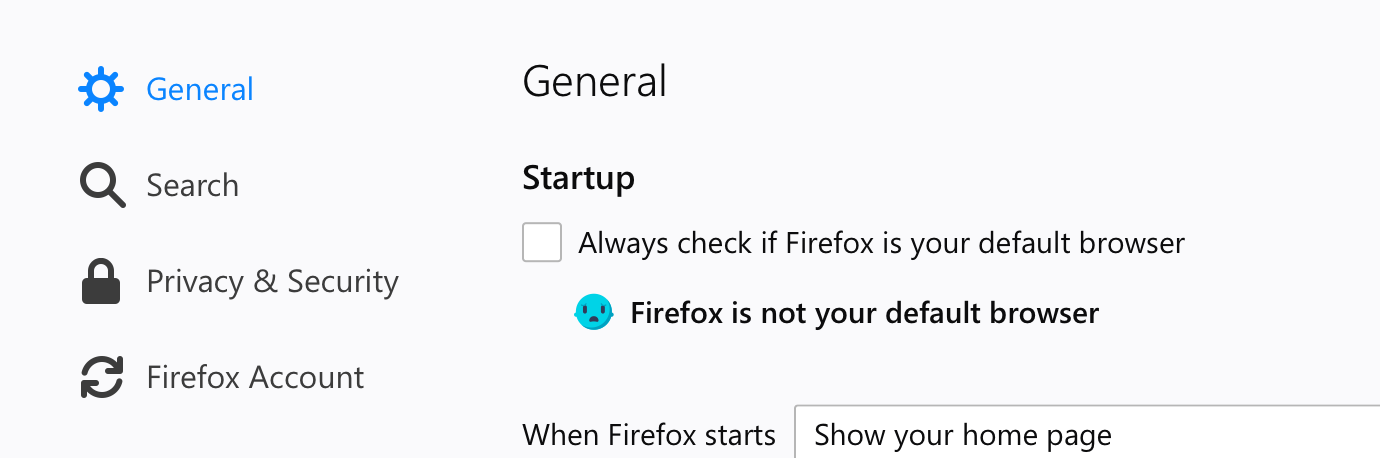 General
Search
Privacy & Security
Firefox Account
General
Startup
Always check if Firefox is your default browser
Firefox is not your default browser
When Firefox starts
Show your home page